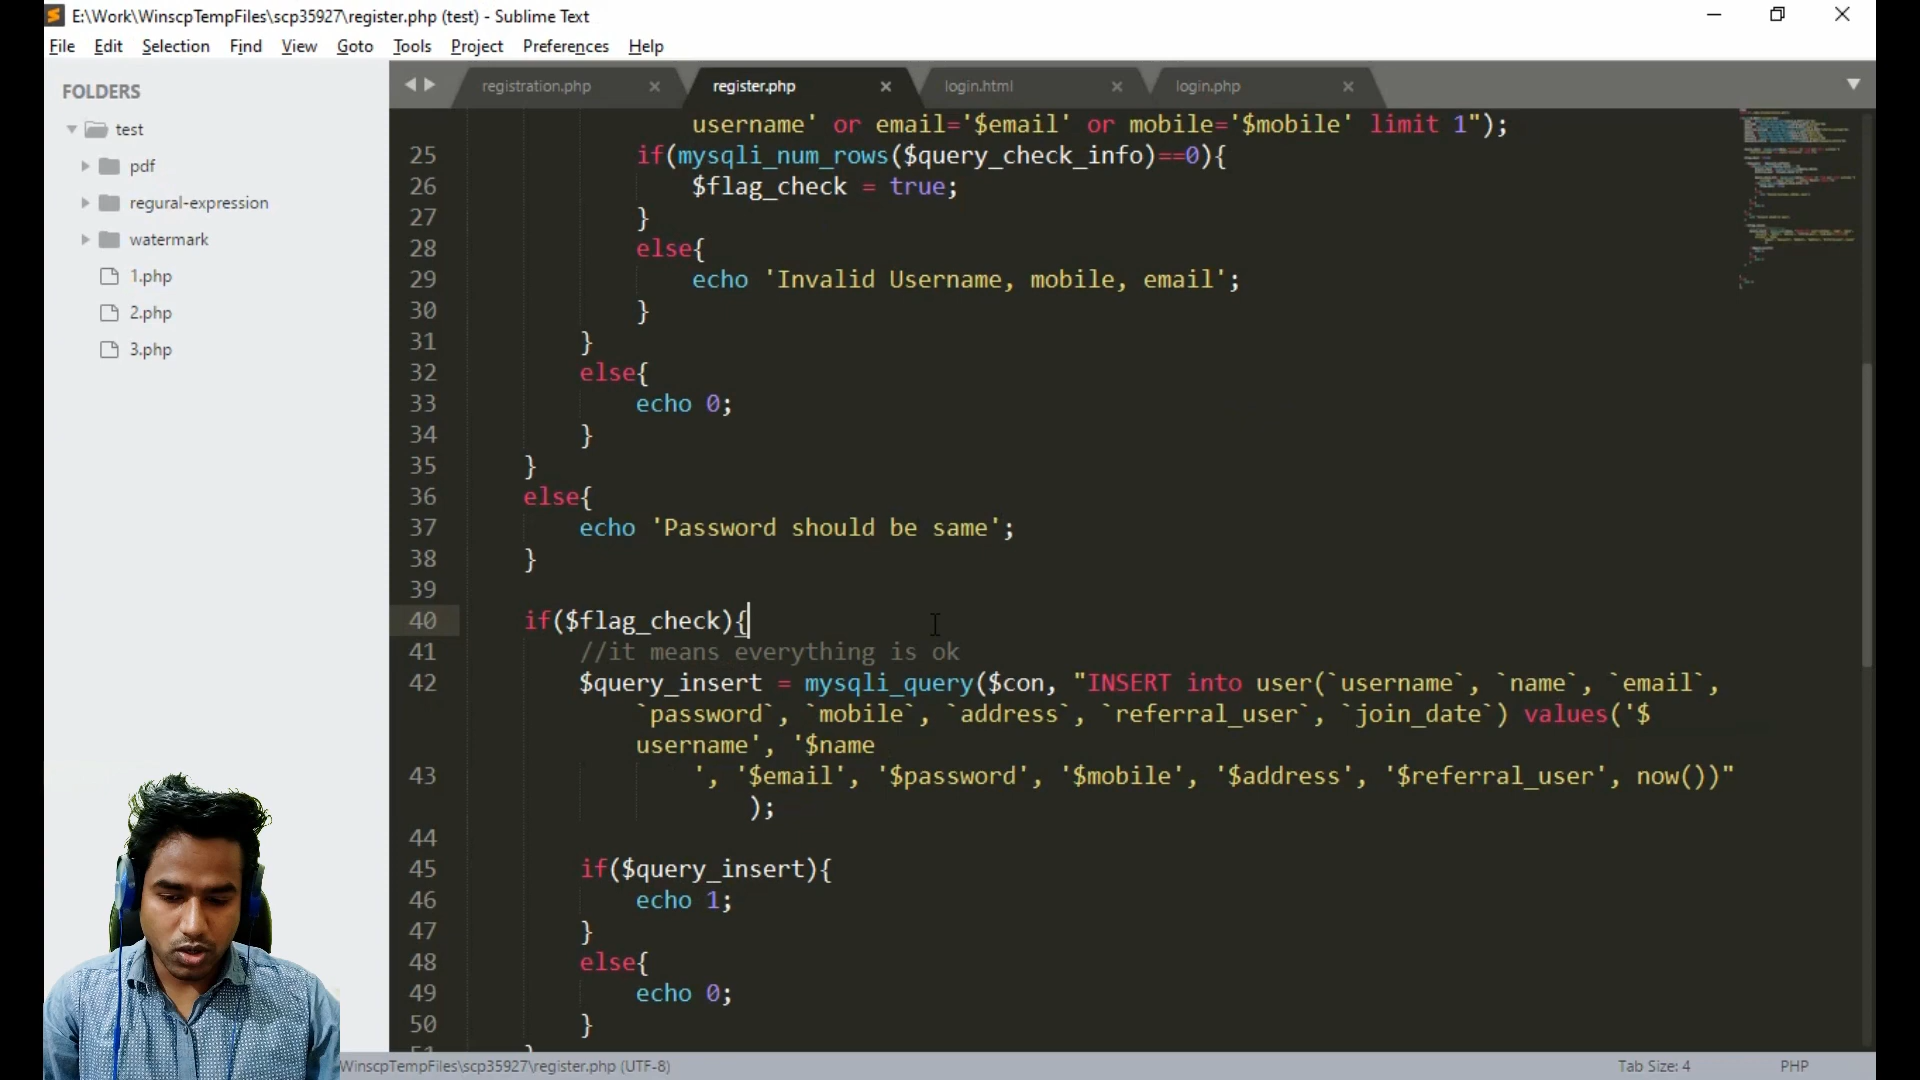 E:\Work\WinscpTempFiles\scp35927\register.php (test) - Sublime Text
File Edit Selection Find View Goto Tools Project Preferences Help
FOLDERS
test
pdf
regural-expression
watermark
1.php
2.php
3.php
registration.php register.php login.html login.php
username' or email='$email' or mobile='$mobile' limit 1");
25 if(mysqli_num_rows($query_check_info)==0){
26 $flag_check = true;
27 }
28 else{
29 echo 'Invalid Username, mobile, email';
30 }
31 }
32 else{
33 echo 0;
34 }
35 }
36 else{
37 echo 'Password should be same';
38 }
39
40 if($flag_check){
41 //it means everything is ok
42 $query_insert = mysqli_query($con, "INSERT into user(`username`, `name`, `email`,
`password`, `mobile`, `address`, `referral_user`, `join_date`) values('$
username', '$name
43 ', '$email', '$password', '$mobile', '$address', '$referral_user', now())"
);
44
45 if($query_insert){
46 echo 1;
47 }
48 else{
49 echo 0;
50 }
WinscpTempFiles\scp35927\register.php (UTF-8) Tab Size: 4 PHP